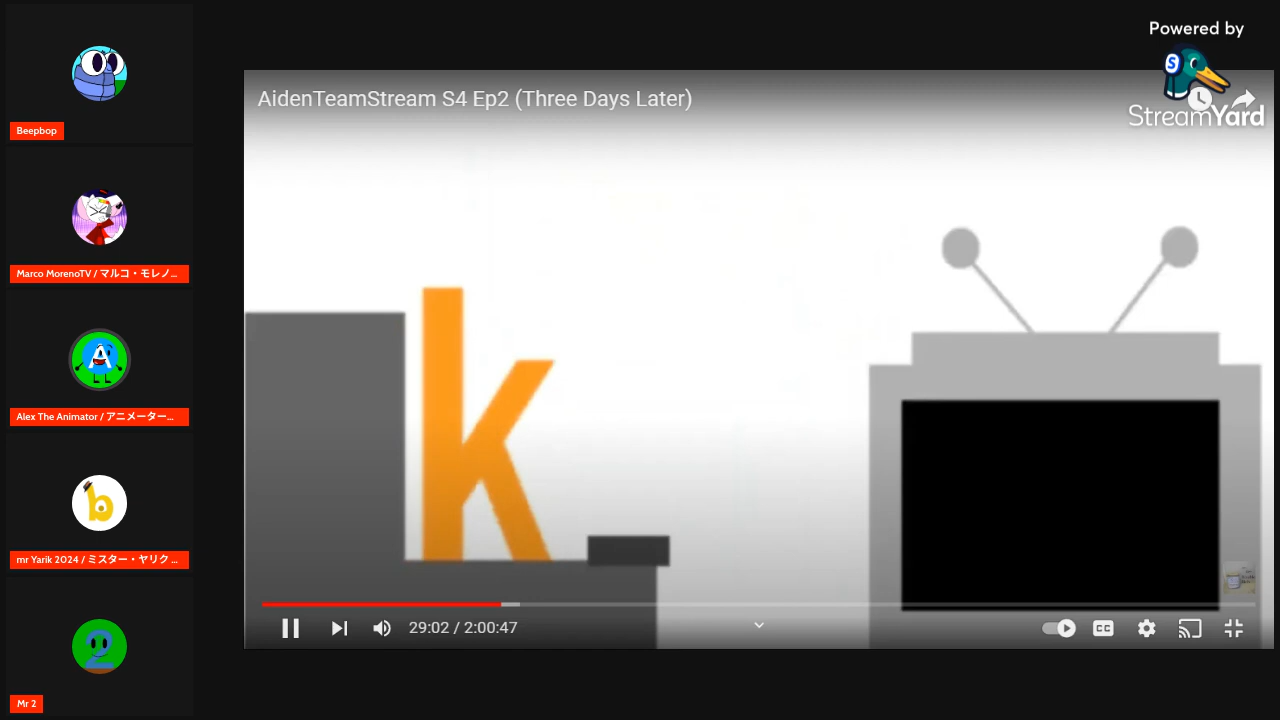 Powered by
S
StreamYard
AidenTeamStream S4 Ep2 (Three Days Later)
Beepbop
Marco MorenoTV / マルコ・モレノ...
A
Alex The Animator / アニメーター...
b
mr Yarik 2024 / ミスター・ヤリク ...
2
Mr 2
k
29:02 / 2:00:47
CC